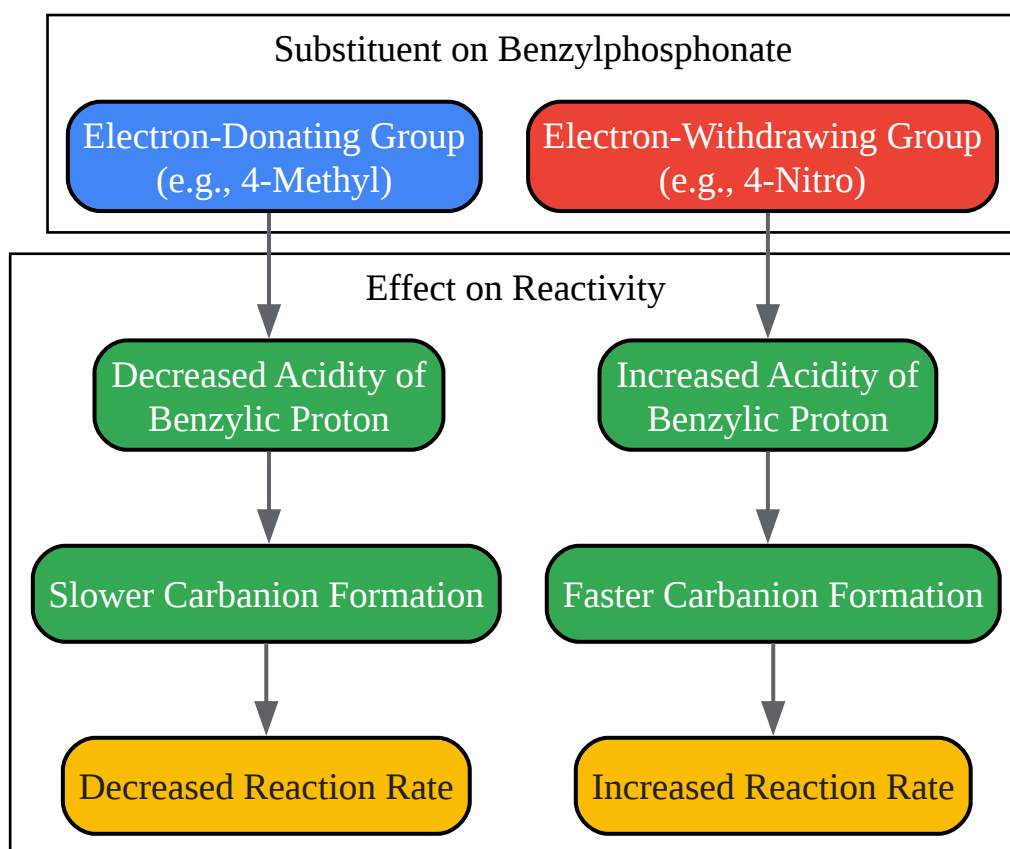 Substituent on Benzylphosphonate
Electron-Donating Group
(e.g., 4-Methyl)
Electron-Withdrawing Group
(e.g., 4-Nitro)
Effect on Reactivity
Decreased Acidity of
Benzylic Proton
Increased Acidity of
Benzylic Proton
Slower Carbanion Formation
Faster Carbanion Formation
Decreased Reaction Rate
Increased Reaction Rate